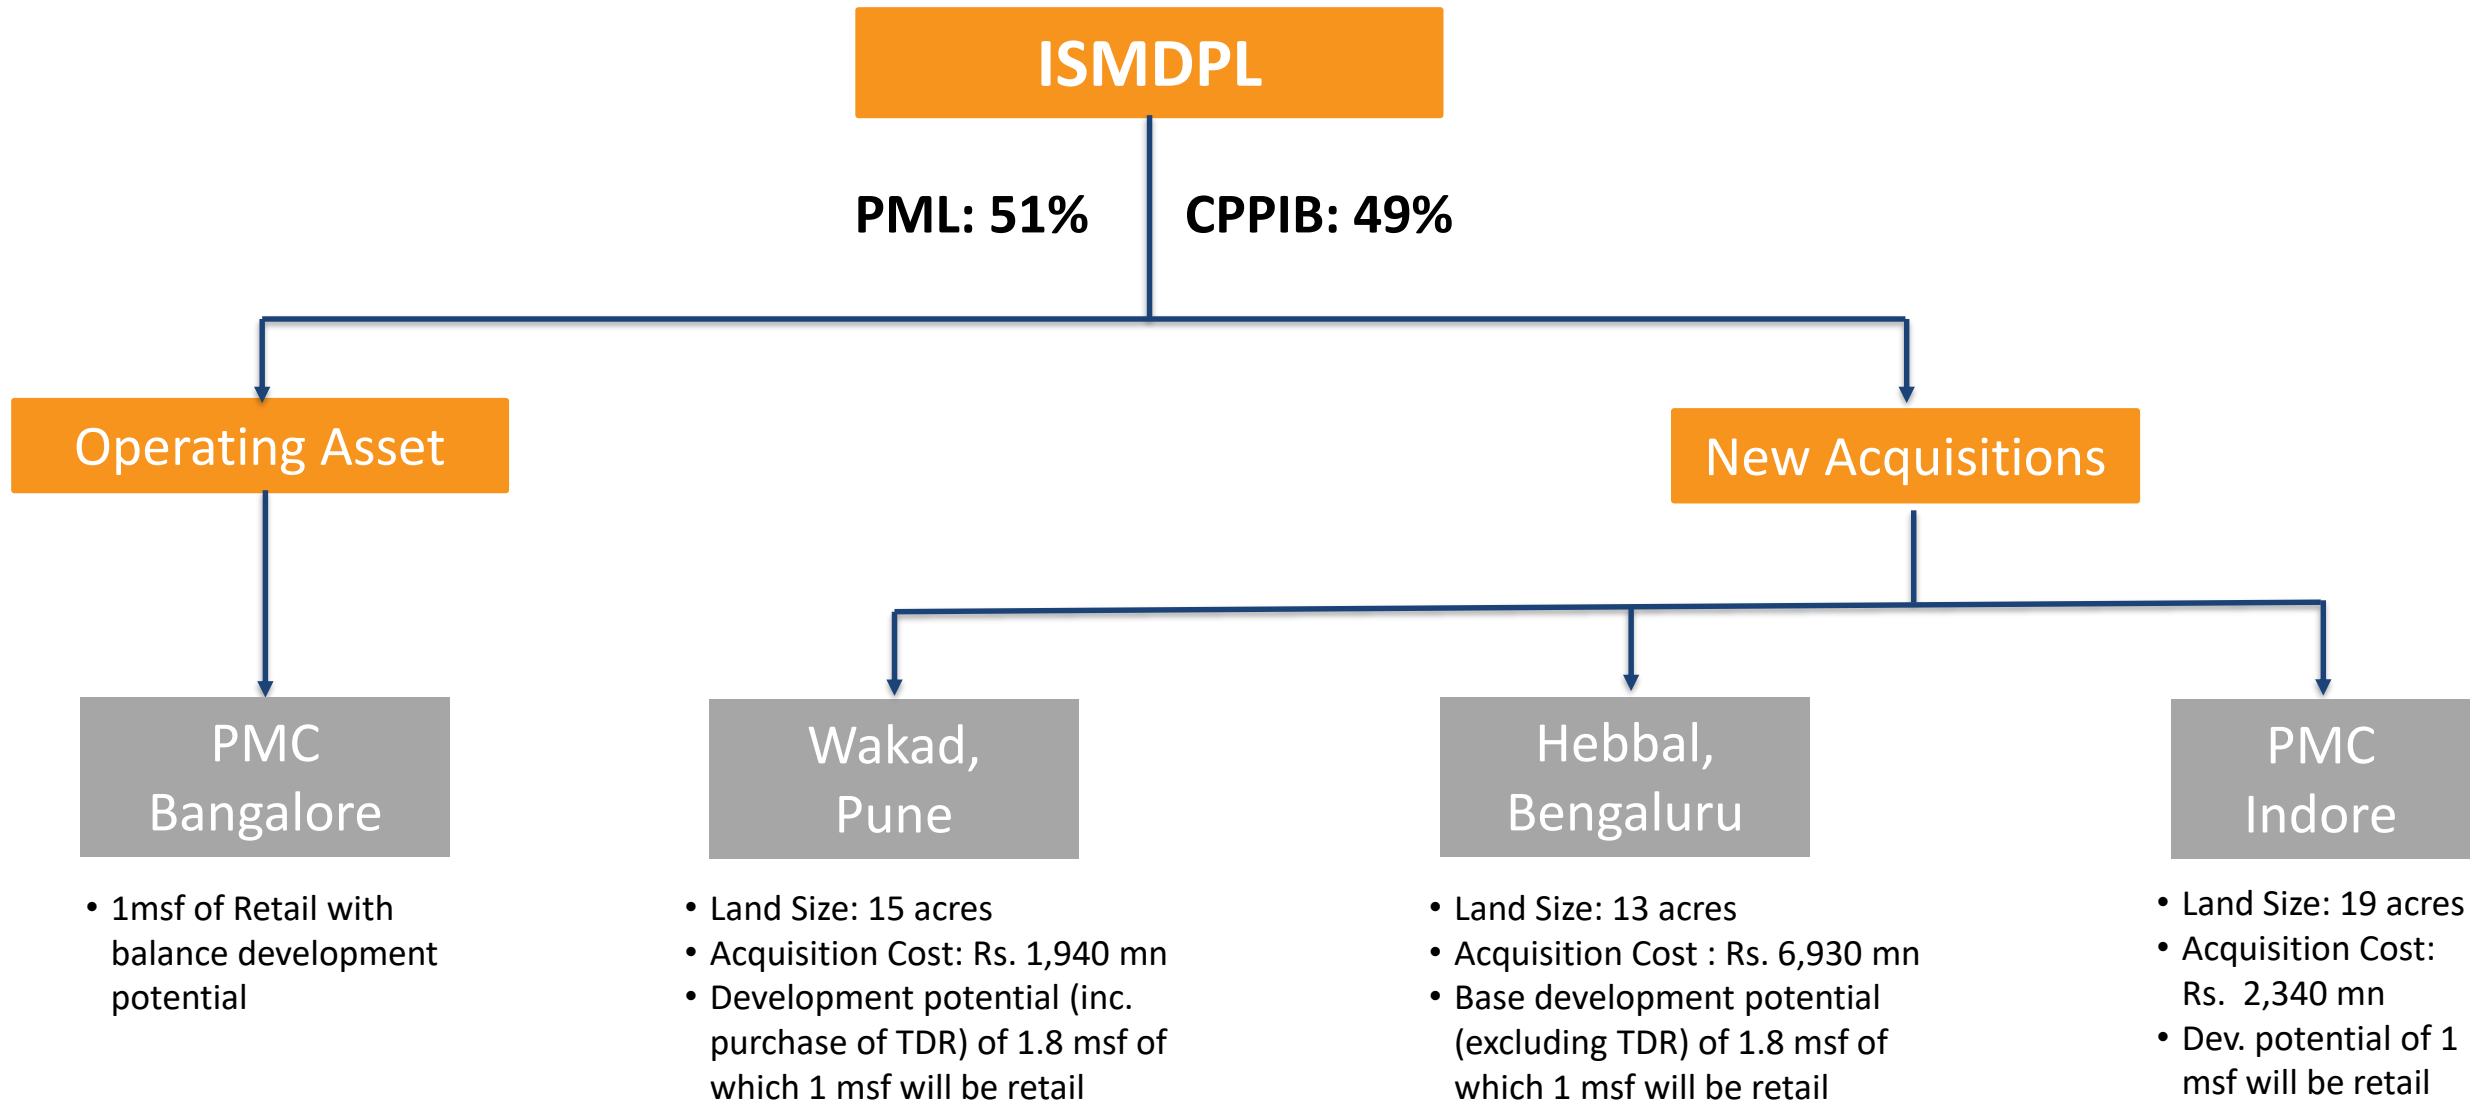 ISMDPL
PML: 51%
CPPIB: 49%
Operating Asset
New Acquisitions
PMC
Bangalore
• 1msf of Retail with
balance development
potential
Wakad,
Pune
• Land Size: 15 acres
• Acquisition Cost: Rs. 1,940 mn
• Development potential (inc.
purchase of TDR) of 1.8 msf of
which 1 msf will be retail
Hebbal,
Bengaluru
• Land Size: 13 acres
• Acquisition Cost : Rs. 6,930 mn
• Base development potential
(excluding TDR) of 1.8 msf of
which 1 msf will be retail
PMC
Indore
• Land Size: 19 acres
• Acquisition Cost:
Rs.  2,340 mn
• Dev. potential of 1
msf will be retail